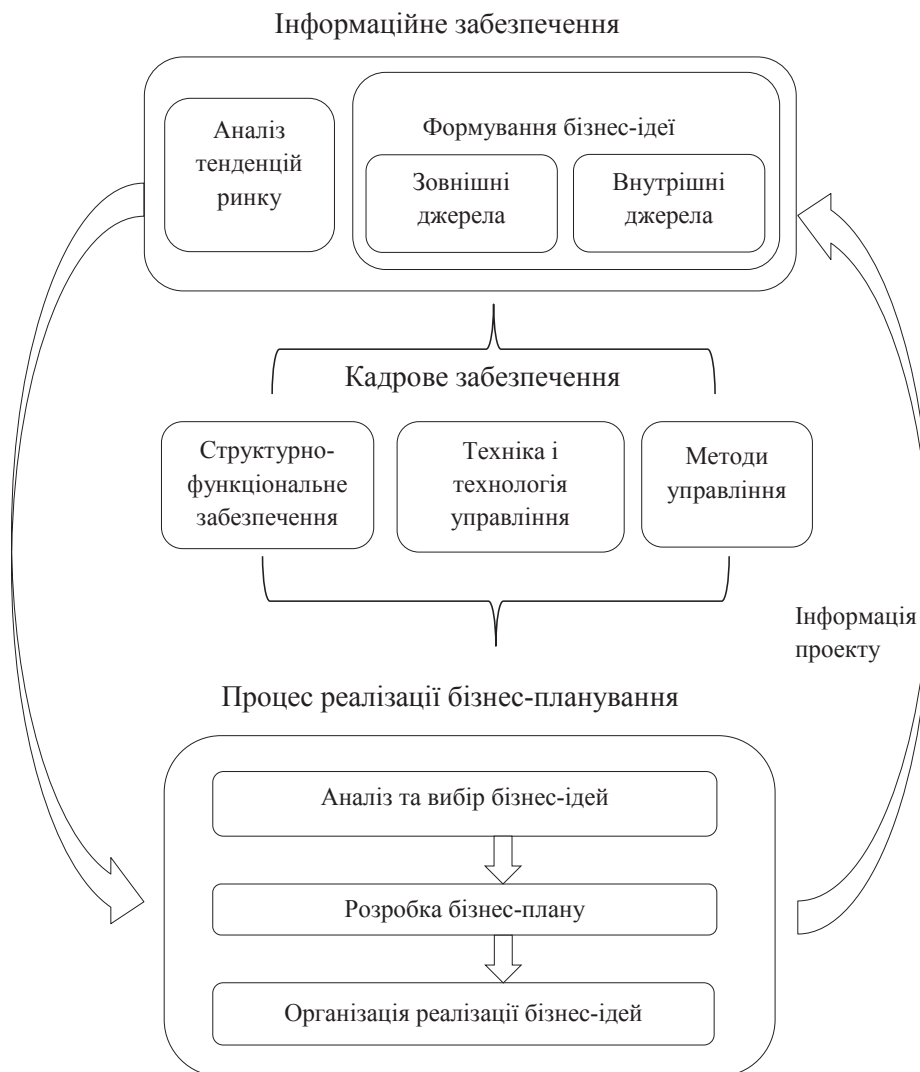 Інформаційне забезпечення
Аналіз
тенденцій
ринку
Формування бізнес-ідеї
Зовнішні
джерела
Внутрішні
джерела
Кадрове забезпечення
Структурно-
функціональне
забезпечення
Техніка і
технологія
управління
Методи
управління
Інформація
проекту
Процес реалізації бізнес-планування
Аналіз та вибір бізнес-ідей
Розробка бізнес-плану
Організація реалізації бізнес-ідей